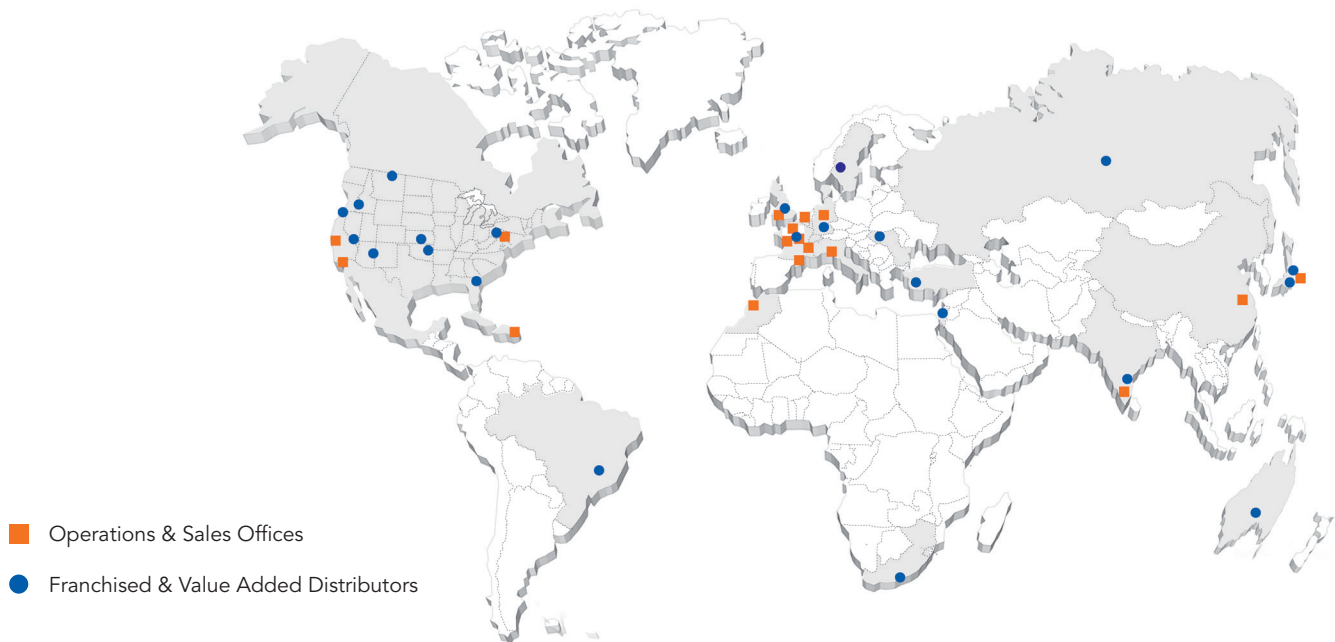 Operations & Sales Offices
Franchised & Value Added Distributors